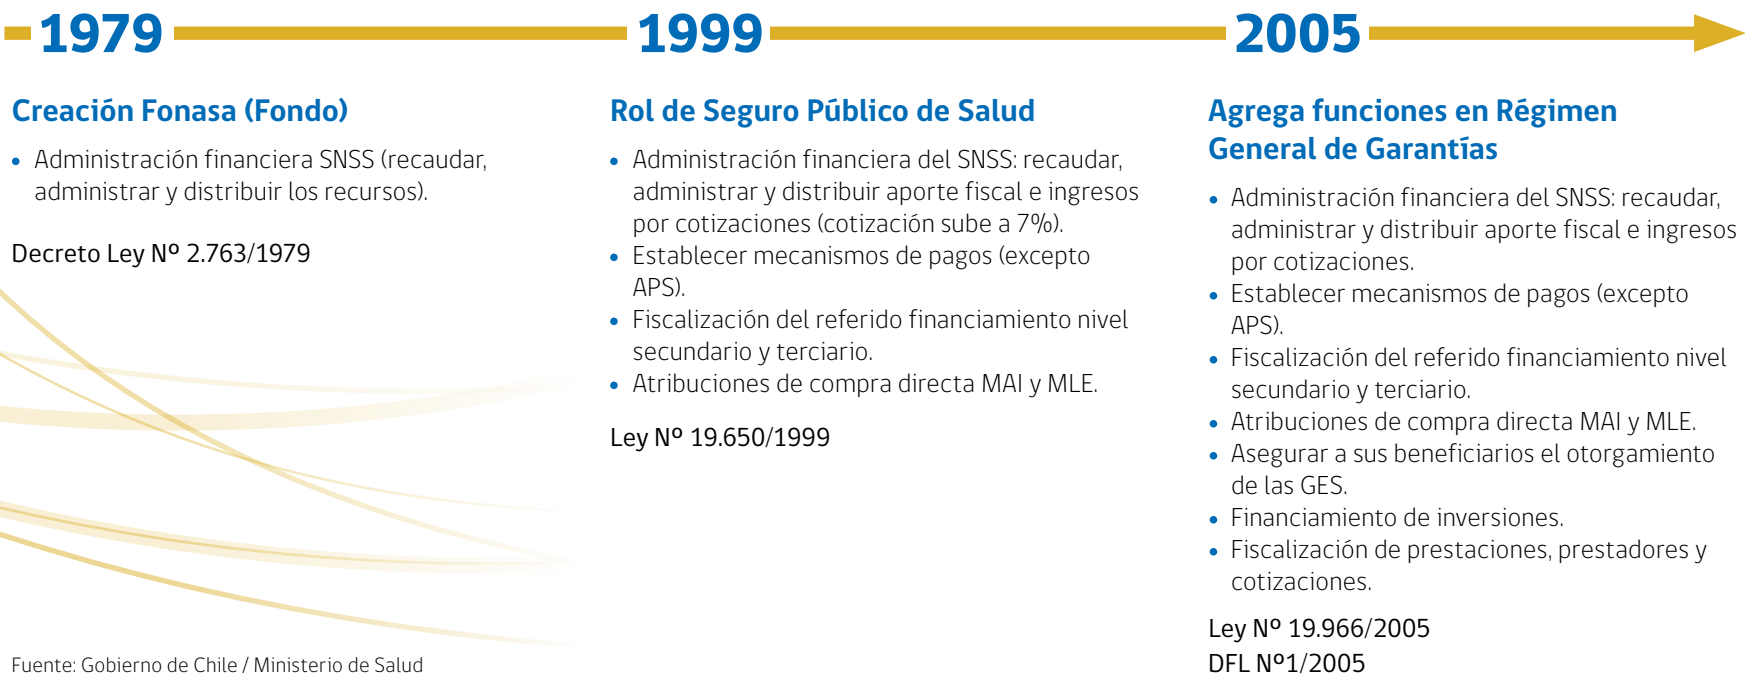 1979
Creación Fonasa (Fondo)
• Administración financiera SNSS (recaudar,
administrar y distribuir los recursos).
Decreto Ley Nº 2.763/1979
1999
Rol de Seguro Público de Salud
• Administración financiera del SNSS: recaudar,
administrar y distribuir aporte fiscal e ingresos
por cotizaciones (cotización sube a 7%).
• Establecer mecanismos de pagos (excepto
APS).
• Fiscalización del referido financiamiento nivel
secundario y terciario.
• Atribuciones de compra directa MAI y MLE.
Ley Nº 19.650/1999
2005
Agrega funciones en Régimen
General de Garantías
• Administración financiera del SNSS: recaudar,
administrar y distribuir aporte fiscal e ingresos
por cotizaciones.
• Establecer mecanismos de pagos (excepto
APS).
• Fiscalización del referido financiamiento nivel
secundario y terciario.
• Atribuciones de compra directa MAI y MLE.
• Asegurar a sus beneficiarios el otorgamiento
de las GES.
• Financiamiento de inversiones.
• Fiscalización de prestaciones, prestadores y
cotizaciones.
Ley Nº 19.966/2005
DFL Nº1/2005
Fuente: Gobierno de Chile / Ministerio de Salud